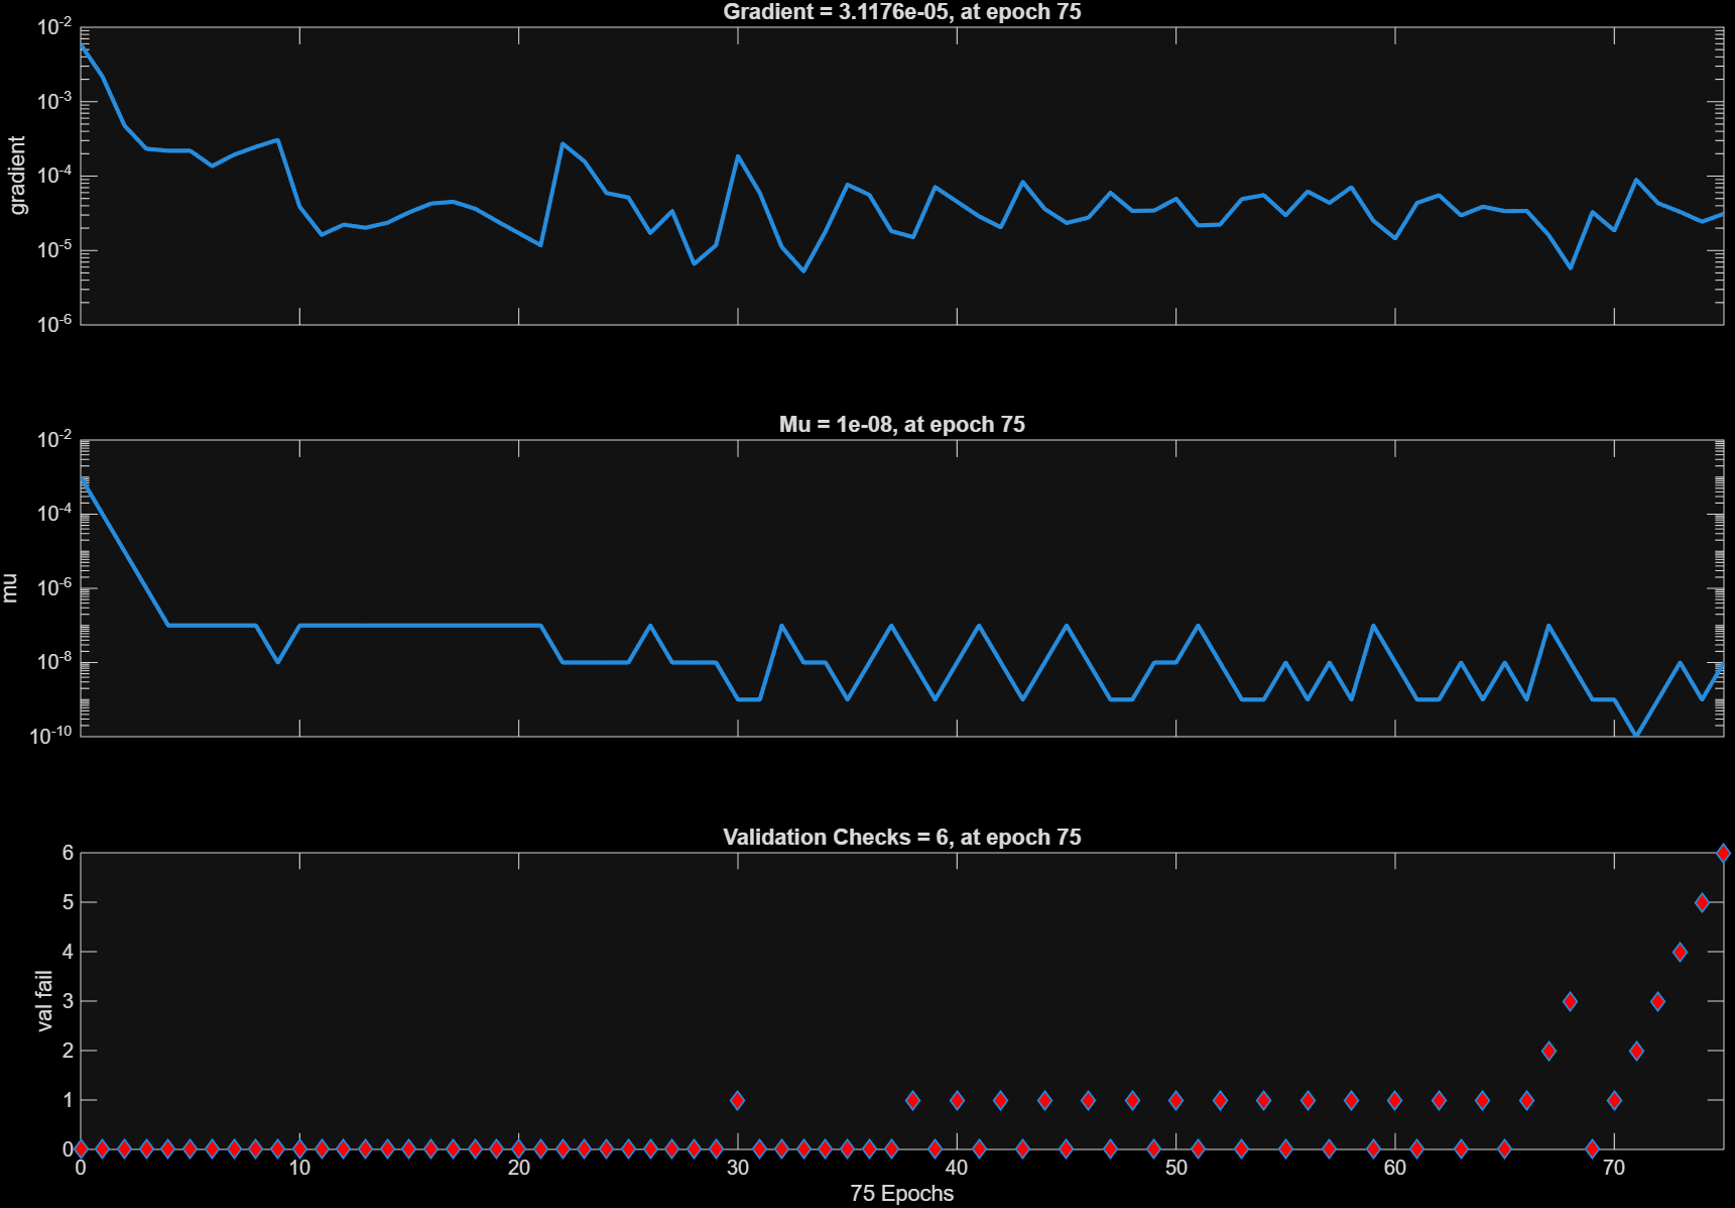 Gradient = 3.1176e-05, at epoch 75
10⁻²
10⁻³
10⁻⁴
10⁻⁵
10⁻⁶
gradient
Mu = 1e-08, at epoch 75
10⁻²
10⁻⁴
10⁻⁶
10⁻⁸
10⁻¹⁰
mu
Validation Checks = 6, at epoch 75
6
5
4
3
2
1
0
val fail
0 10 20 30 40 50 60 70
75 Epochs